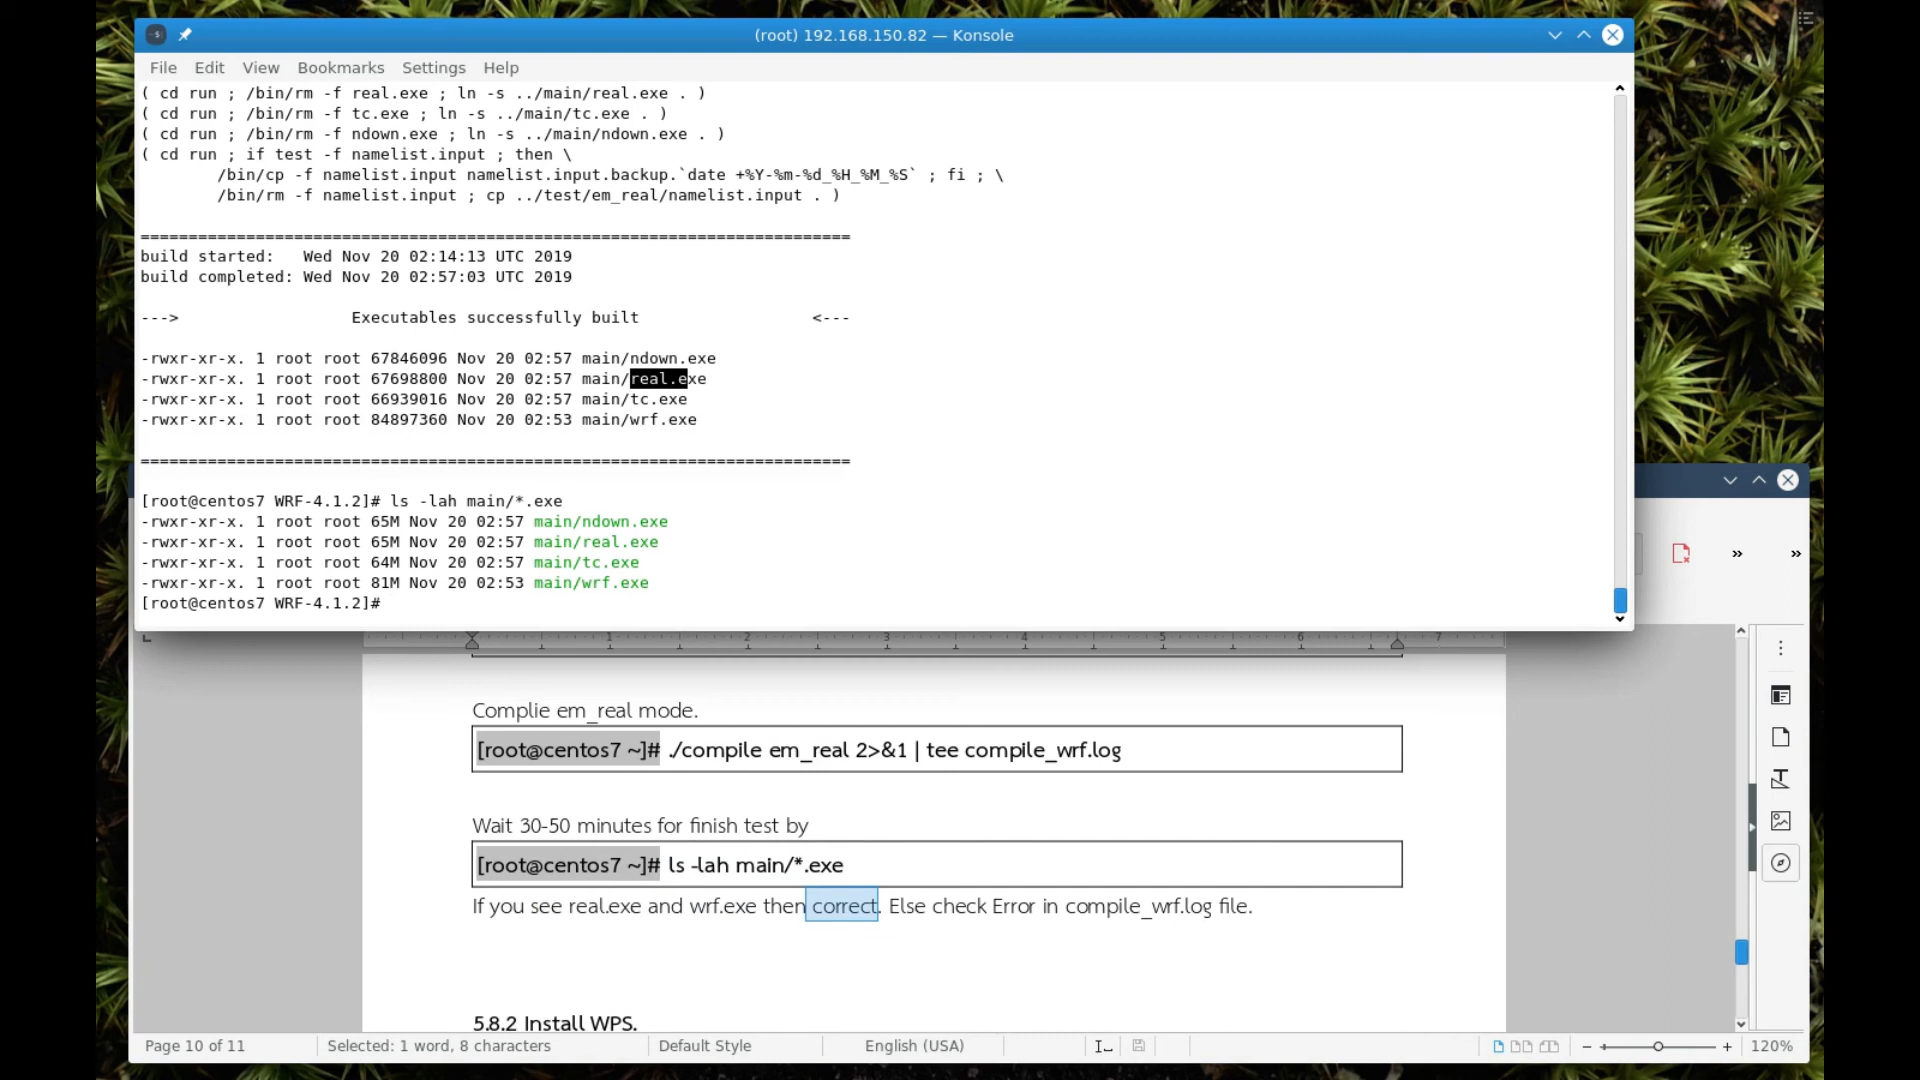 (root) 192.168.150.82 — Konsole
File Edit View Bookmarks Settings Help
( cd run ; /bin/rm -f real.exe ; ln -s ../main/real.exe . )
( cd run ; /bin/rm -f tc.exe ; ln -s ../main/tc.exe . )
( cd run ; /bin/rm -f ndown.exe ; ln -s ../main/ndown.exe . )
( cd run ; if test -f namelist.input ; then \
/bin/cp -f namelist.input namelist.input.backup.`date +%Y-%m-%d_%H_%M_%S` ; fi ; \
/bin/rm -f namelist.input ; cp ../test/em_real/namelist.input . )
==========================================================================
build started: Wed Nov 20 02:14:13 UTC 2019
build completed: Wed Nov 20 02:57:03 UTC 2019
---> Executables successfully built <---
-rwxr-xr-x. 1 root root 67846096 Nov 20 02:57 main/ndown.exe
-rwxr-xr-x. 1 root root 67698800 Nov 20 02:57 main/real.exe
-rwxr-xr-x. 1 root root 66939016 Nov 20 02:57 main/tc.exe
-rwxr-xr-x. 1 root root 84897360 Nov 20 02:53 main/wrf.exe
==========================================================================
[root@centos7 WRF-4.1.2]# ls -lah main/*.exe
-rwxr-xr-x. 1 root root 65M Nov 20 02:57 main/ndown.exe
-rwxr-xr-x. 1 root root 65M Nov 20 02:57 main/real.exe
-rwxr-xr-x. 1 root root 64M Nov 20 02:57 main/tc.exe
-rwxr-xr-x. 1 root root 81M Nov 20 02:53 main/wrf.exe
[root@centos7 WRF-4.1.2]#
1 2 3 4 5 6 7
Complie em_real mode.
[root@centos7 ~]# ./compile em_real 2>&1 | tee compile_wrf.log
Wait 30-50 minutes for finish test by
[root@centos7 ~]# ls -lah main/*.exe
If you see real.exe and wrf.exe then correct. Else check Error in compile_wrf.log file.
5.8.2 Install WPS.
Page 10 of 11 Selected: 1 word, 8 characters Default Style English (USA) 120%